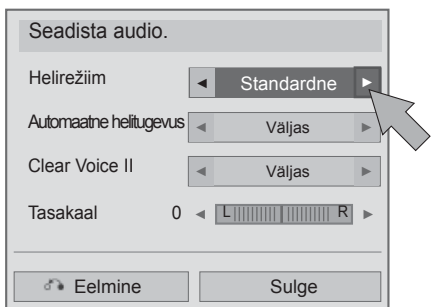 Seadista audio.
Helirežiim ◄ Standardne ►
Automaatne helitugevus ◄ Väljas ►
Clear Voice II ◄ Väljas ►
Tasakaal 0 ◄ L R ►
Eelmine Sulge